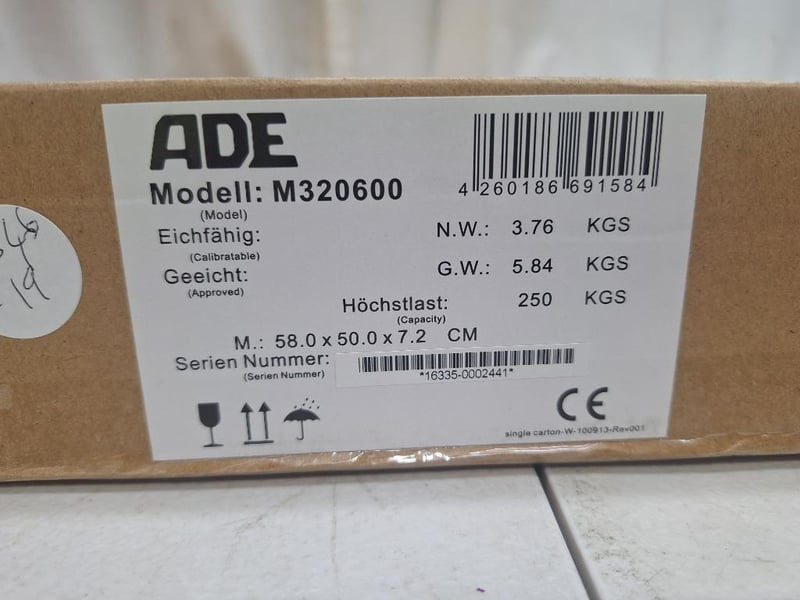 ADE
Modell: M320600
(Model)
4 260186 691584
Eichfähig:
(Calibratable)
N.W.: 3.76 KGS
Geeicht:
(Approved)
G.W.: 5.84 KGS
Höchstlast: 250 KGS
(Capacity)
M.: 58.0 x 50.0 x 7.2 CM
Serien Nummer:
(Serien Nummer)
*16335-0002441*
CE
single carton-W-100913-Rev001
19